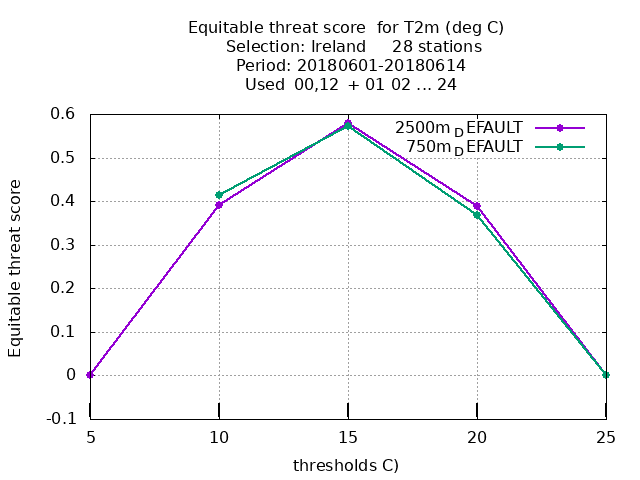 Equitable threat score  for T2m (deg C)
Selection: Ireland     28 stations
Period: 20180601-20180614
Used  00,12  + 01 02 ... 24
Equitable threat score
0.6
0.5
0.4
0.3
0.2
0.1
0
-0.1
2500m_DEFAULT
750m_DEFAULT
5 10 15 20 25
thresholds C)